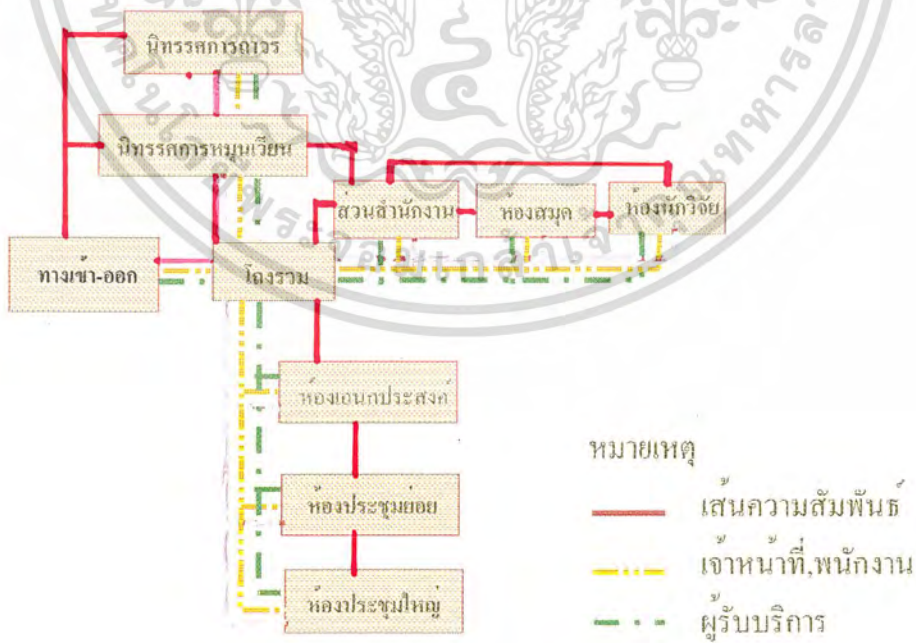 นิทรรศการถาวร
นิทรรศการหมุนเวียน
ส่วนสำนักงาน
ห้องสมุด
ห้องนักวิจัย
ทางเข้า-ออก
โถงรวม
ห้องเอนกประสงค์
ห้องประชุมย่อย
ห้องประชุมใหญ่
หมายเหตุ
เส้นความสัมพันธ์
เจ้าหน้าที่,พนักงาน
ผู้รับบริการ